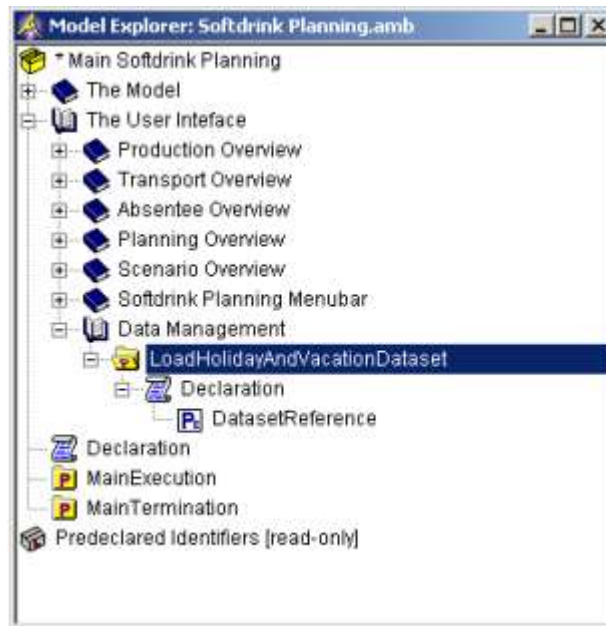 Model Explorer: Softdrink Planning.amb
* Main Softdrink Planning
The Model
The User Inteface
Production Overview
Transport Overview
Absentee Overview
Planning Overview
Scenario Overview
Softdrink Planning Menubar
Data Management
LoadHolidayAndVacationDataset
Declaration
DatasetReference
Declaration
MainExecution
MainTermination
Predeclared Identifiers [read-only]